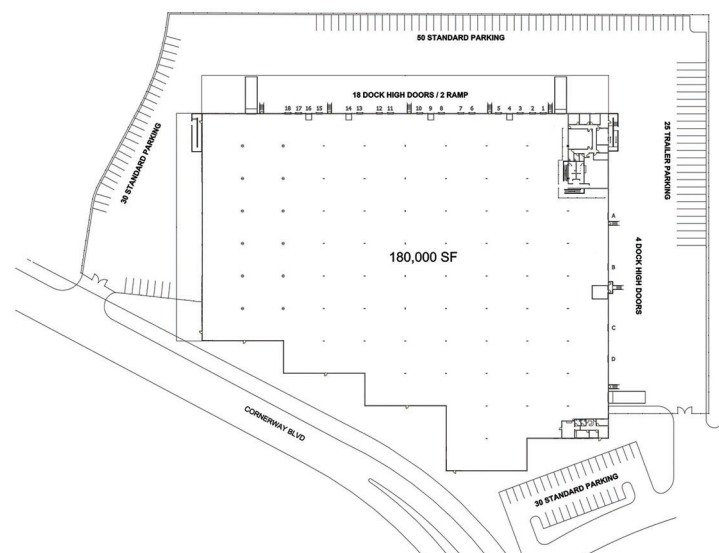 50 STANDARD PARKING
18 DOCK HIGH DOORS / 2 RAMP
18 17 16 15 14 13 12 11 10 9 8 7 6 5 4 3 2 1
30 STANDARD PARKING
25 TRAILER PARKING
A
4 DOCK HIGH DOORS
180,000 SF
B
C
D
CORNERWAY BLVD
30 STANDARD PARKING